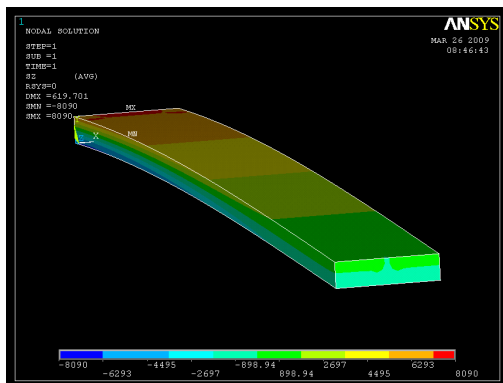 1
ANSYS
NODAL SOLUTION
MAR 26 2009
08:46:43
STEP=1
SUB =1
TIME=1
SZ (AVG)
RSYS=0
DMX =619.701
SMN =-8090
SMX =8090
MX
X
MN
-8090 -4495 -898.94 2697 6293
-6293 -2697 898.94 4495 8090